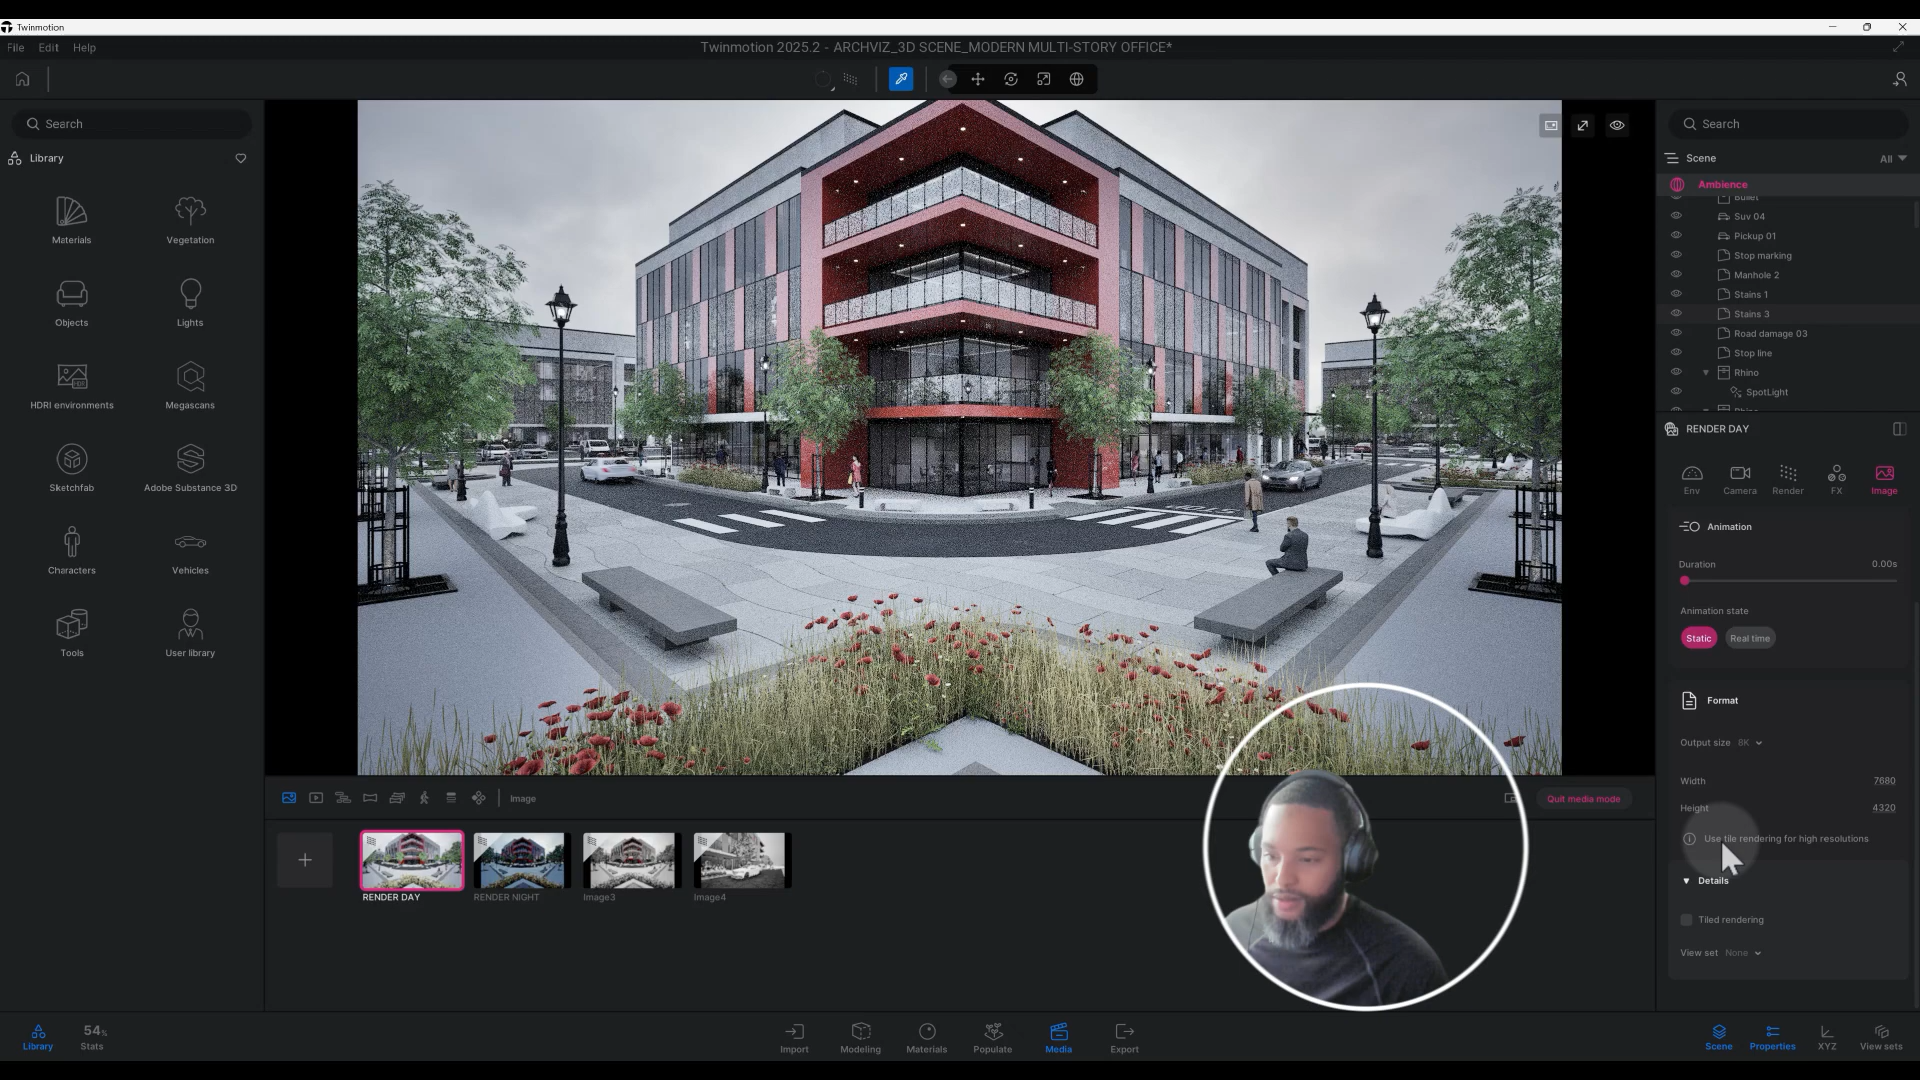 Twinmotion
File Edit Help
Twinmotion 2025.2 - ARCHVIZ_3D SCENE_MODERN MULTI-STORY OFFICE*
Search
Library
Materials
Vegetation
Objects
Lights
HDRI environments
Megascans
Sketchfab
Adobe Substance 3D
Characters
Vehicles
Tools
User library
Search
Scene
All
Ambience
Bullet
Suv 04
Pickup 01
Stop marking
Manhole 2
Stains 1
Stains 3
Road damage 03
Stop line
Rhino
SpotLight
Rhino
RENDER DAY
Env Camera Render FX Image
Animation
Duration 0.00s
Animation state
Static Real time
Format
Output size 8K
Width 7680
Height 4320
Use tile rendering for high resolutions
Details
Tiled rendering
View set None
Image
Quit media mode
RENDER DAY
RENDER NIGHT
Image3
Image4
Library
54%
Stats
Import
Modeling
Materials
Populate
Media
Export
Scene
Properties
XYZ
View sets